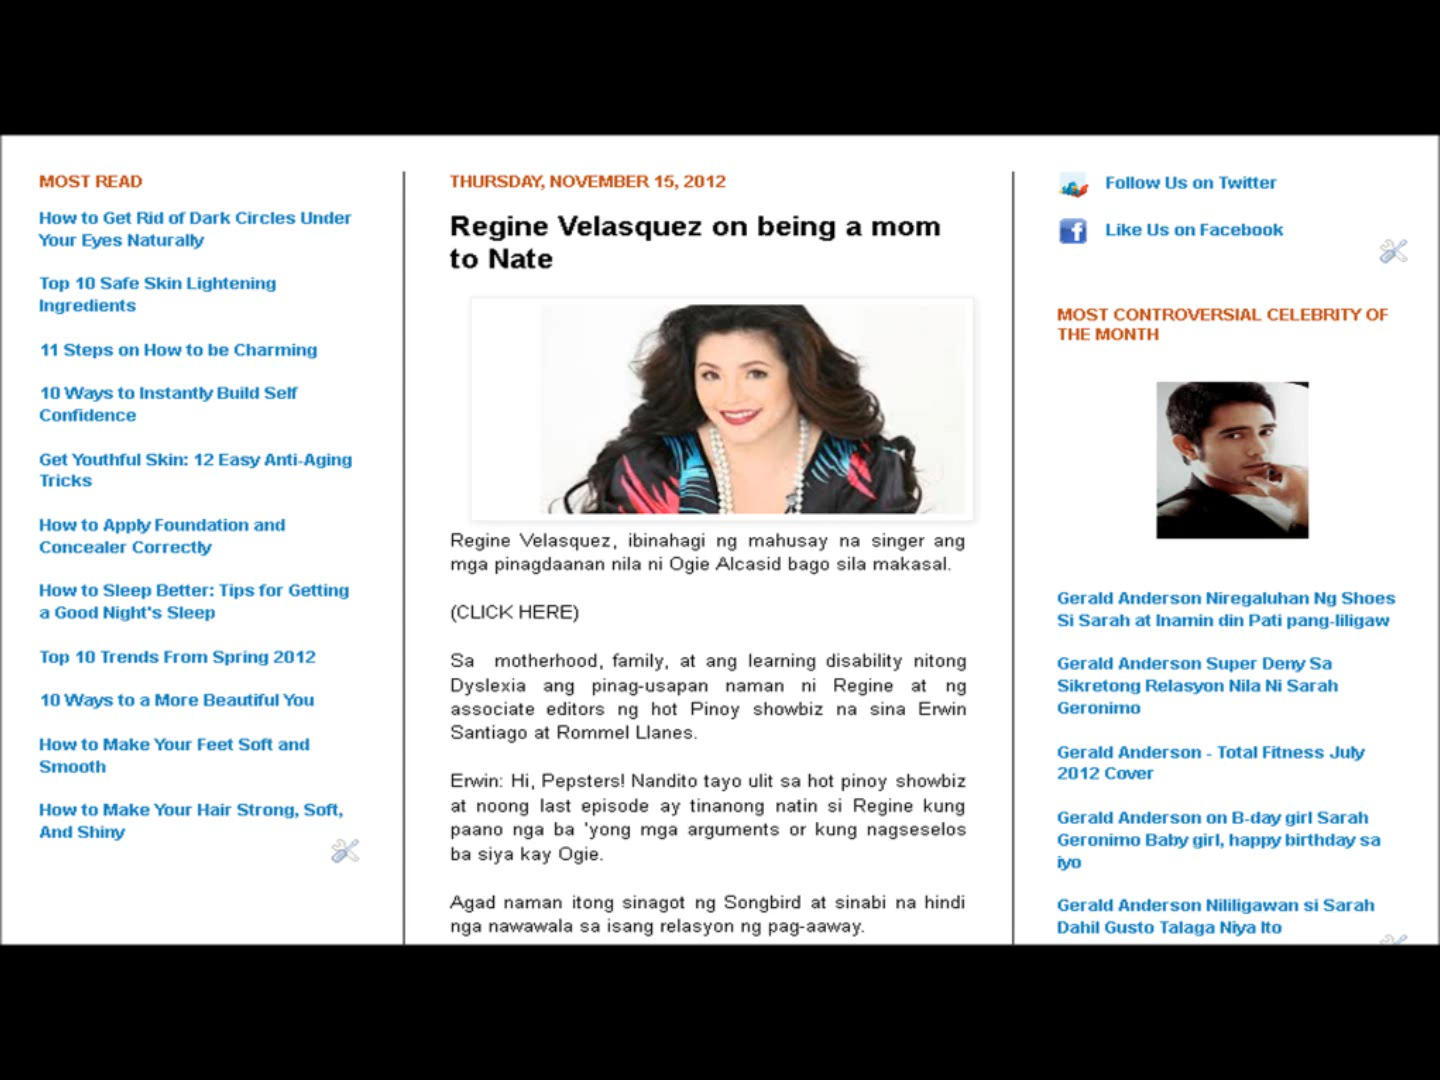 MOST READ
How to Get Rid of Dark Circles Under
Your Eyes Naturally
Top 10 Safe Skin Lightening
Ingredients
11 Steps on How to be Charming
10 Ways to Instantly Build Self
Confidence
Get Youthful Skin: 12 Easy Anti-Aging
Tricks
How to Apply Foundation and
Concealer Correctly
How to Sleep Better: Tips for Getting
a Good Night's Sleep
Top 10 Trends From Spring 2012
10 Ways to a More Beautiful You
How to Make Your Feet Soft and
Smooth
How to Make Your Hair Strong, Soft,
And Shiny
THURSDAY, NOVEMBER 15, 2012
Regine Velasquez on being a mom
to Nate
Regine Velasquez, ibinahagi ng mahusay na singer ang
mga pinagdaanan nila ni Ogie Alcasid bago sila makasal.
(CLICK HERE)
Sa motherhood, family, at ang learning disability nitong
Dyslexia ang pinag-usapan naman ni Regine at ng
associate editors ng hot Pinoy showbiz na sina Erwin
Santiago at Rommel Llanes.
Erwin: Hi, Pepsters! Nandito tayo ulit sa hot pinoy showbiz
at noong last episode ay tinanong natin si Regine kung
paano nga ba 'yong mga arguments or kung nagseselos
ba siya kay Ogie.
Agad naman itong sinagot ng Songbird at sinabi na hindi
nga nawawala sa isang relasyon ng pag-aaway.
Follow Us on Twitter
Like Us on Facebook
MOST CONTROVERSIAL CELEBRITY OF
THE MONTH
Gerald Anderson Niregaluhan Ng Shoes
Si Sarah at Inamin din Pati pang-liligaw
Gerald Anderson Super Deny Sa
Sikretong Relasyon Nila Ni Sarah
Geronimo
Gerald Anderson - Total Fitness July
2012 Cover
Gerald Anderson on B-day girl Sarah
Geronimo Baby girl, happy birthday sa
iyo
Gerald Anderson Nililigawan si Sarah
Dahil Gusto Talaga Niya Ito